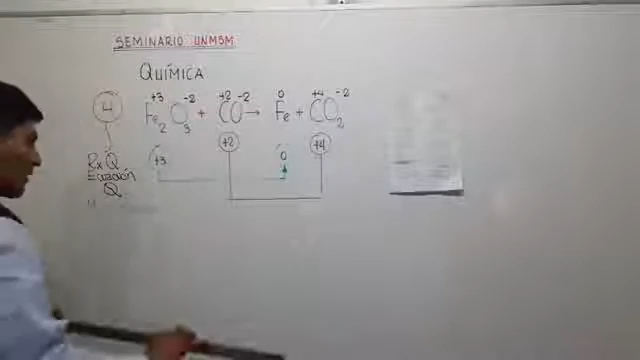 SEMINARIO UNMSM
QUÍMICA
4
+3 -2 +2 -2 0 +4 -2
Fe2O3 + CO → Fe + CO2
+2 +4
+3 0
Rx Q
Ecuación
Q